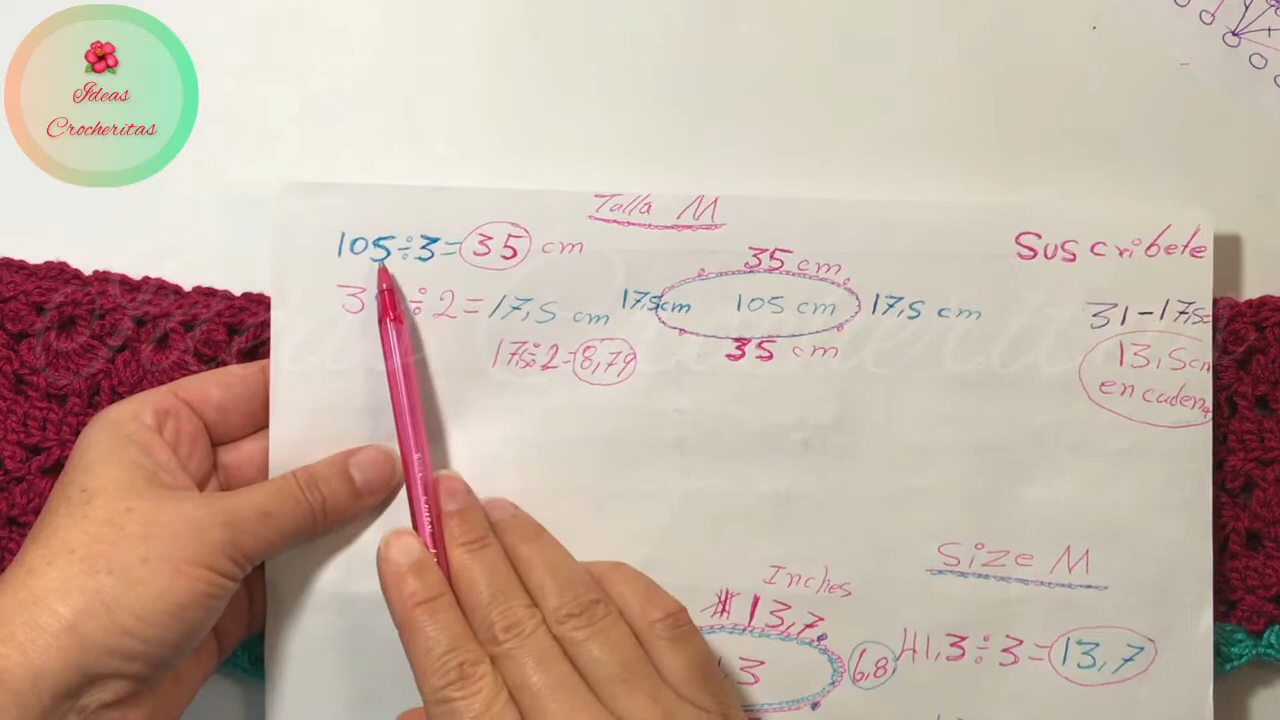 Ideas
Crocheritas
Talla M
105÷3=35 cm
÷2=17,5 cm
17,5÷2=8,79
35 cm
17,5cm
105 cm
17,5 cm
35 cm
Suscribete
31-17,5=
13,5cm
en cadena
Size M
Inches
13,7
41,3÷3=13,7
6,8